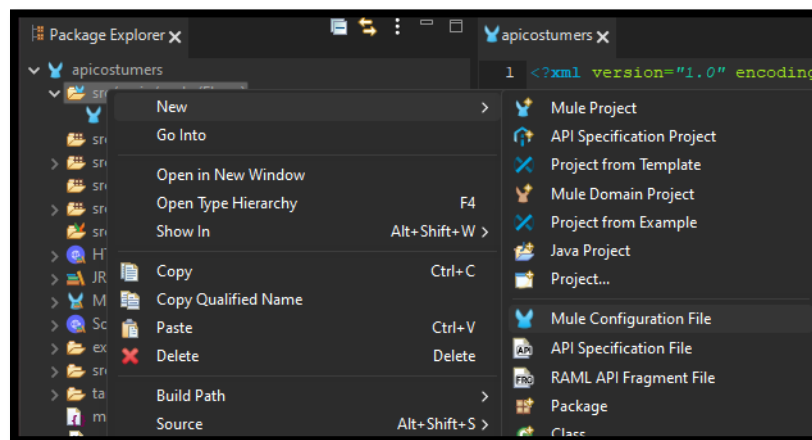 Package Explorer
apicostumers
src
New
Go Into
Open in New Window
Open Type Hierarchy F4
Show In Alt+Shift+W
Copy Ctrl+C
Copy Qualified Name
Paste Ctrl+V
Delete Delete
Build Path
Source Alt+Shift+S
apicostumers
1 <?xml version="1.0" encoding
Mule Project
API Specification Project
Project from Template
Mule Domain Project
Project from Example
Java Project
Project...
Mule Configuration File
API Specification File
RAML API Fragment File
Package
Class